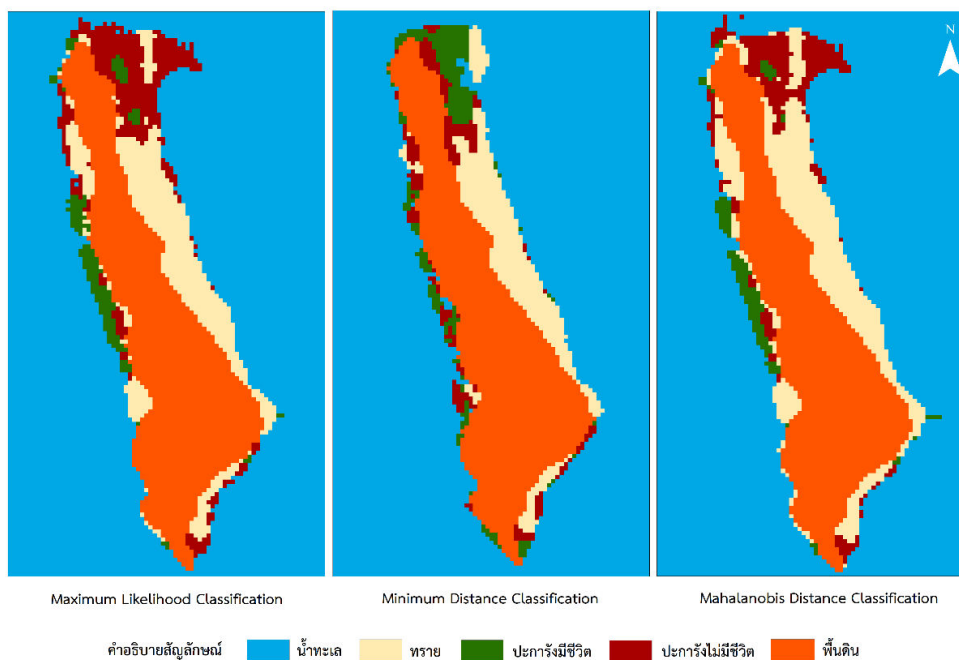 N
Maximum Likelihood Classification Minimum Distance Classification Mahalanobis Distance Classification
คำอธิบายสัญลักษณ์ น้ำทะเล ทราย ปะการังมีชีวิต ปะการังไม่มีชีวิต พื้นดิน